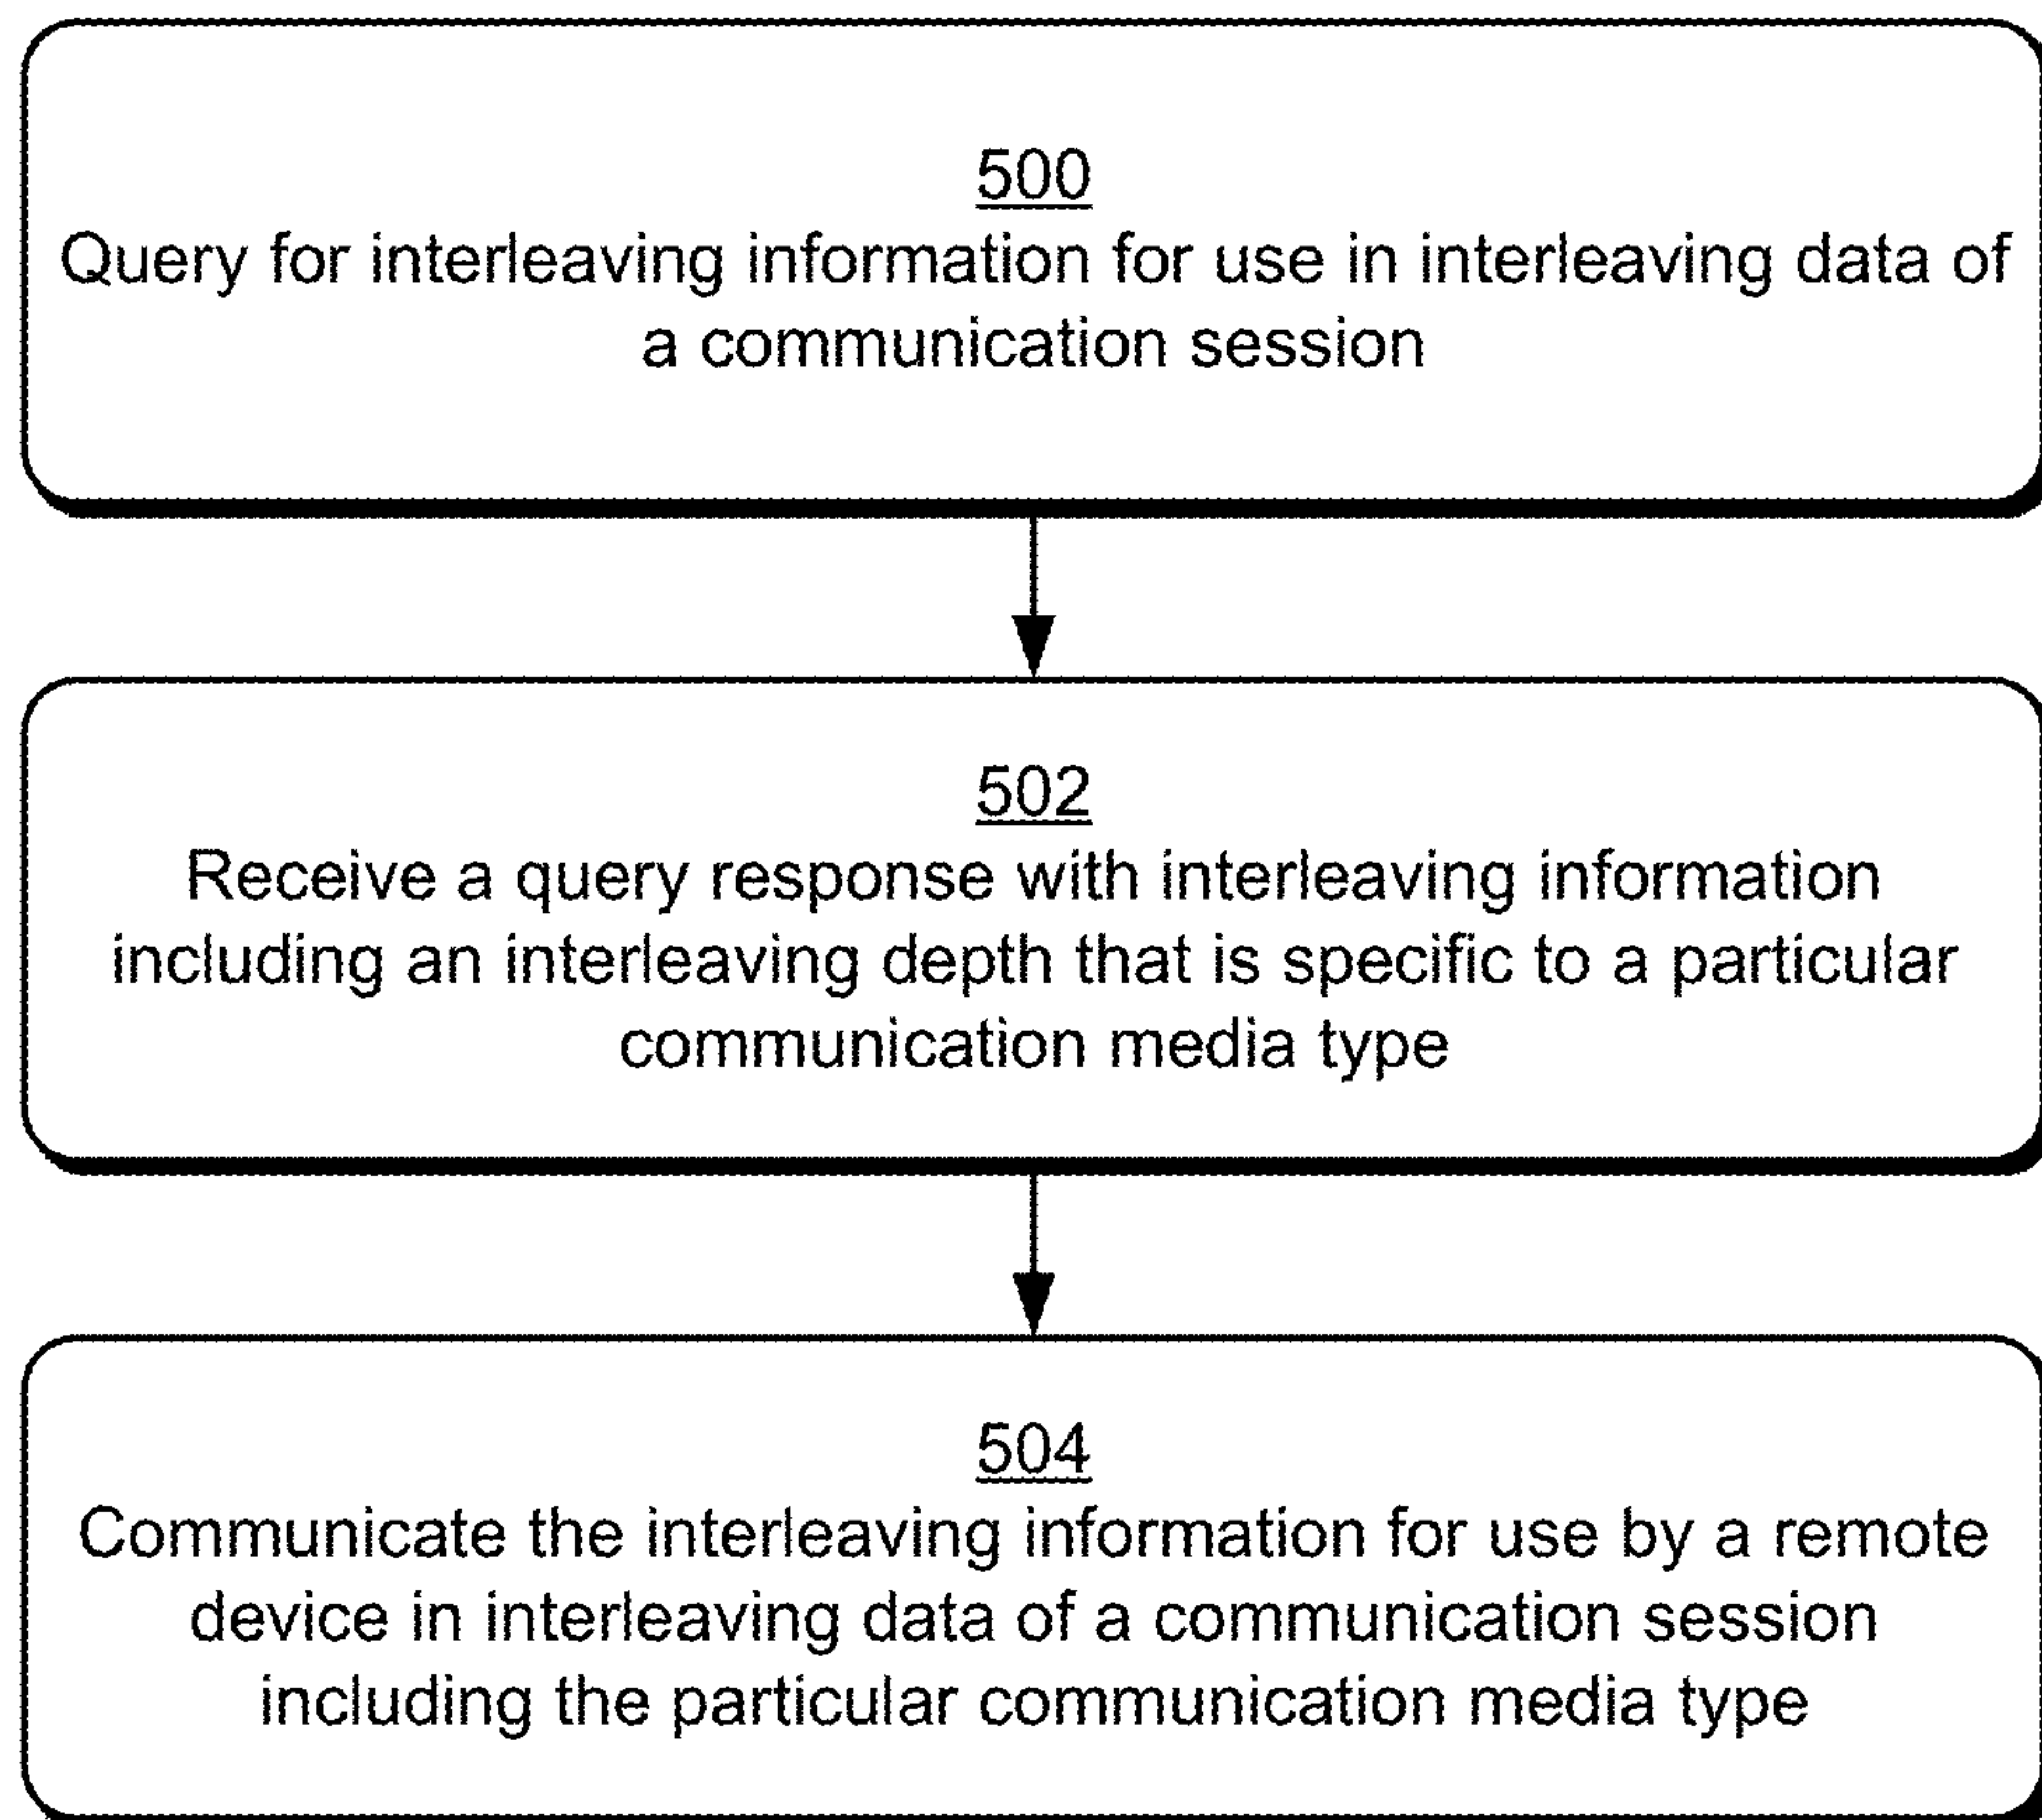 500
Query for interleaving information for use in interleaving data of
a communication session
502
Receive a query response with interleaving information
including an interleaving depth that is specific to a particular
communication media type
504
Communicate the interleaving information for use by a remote
device in interleaving data of a communication session
including the particular communication media type